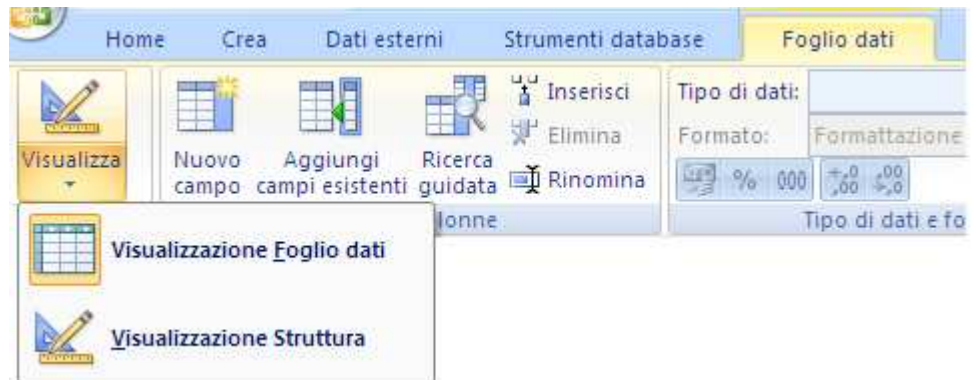 Home Crea Dati esterni Strumenti database Foglio dati
Visualizza
Nuovo campo
Aggiungi campi esistenti
Ricerca guidata
Inserisci
Elimina
Rinomina
Tipo di dati:
Formato: Formattazione
% 000
lonne
Tipo di dati e fo
Visualizzazione Foglio dati
Visualizzazione Struttura